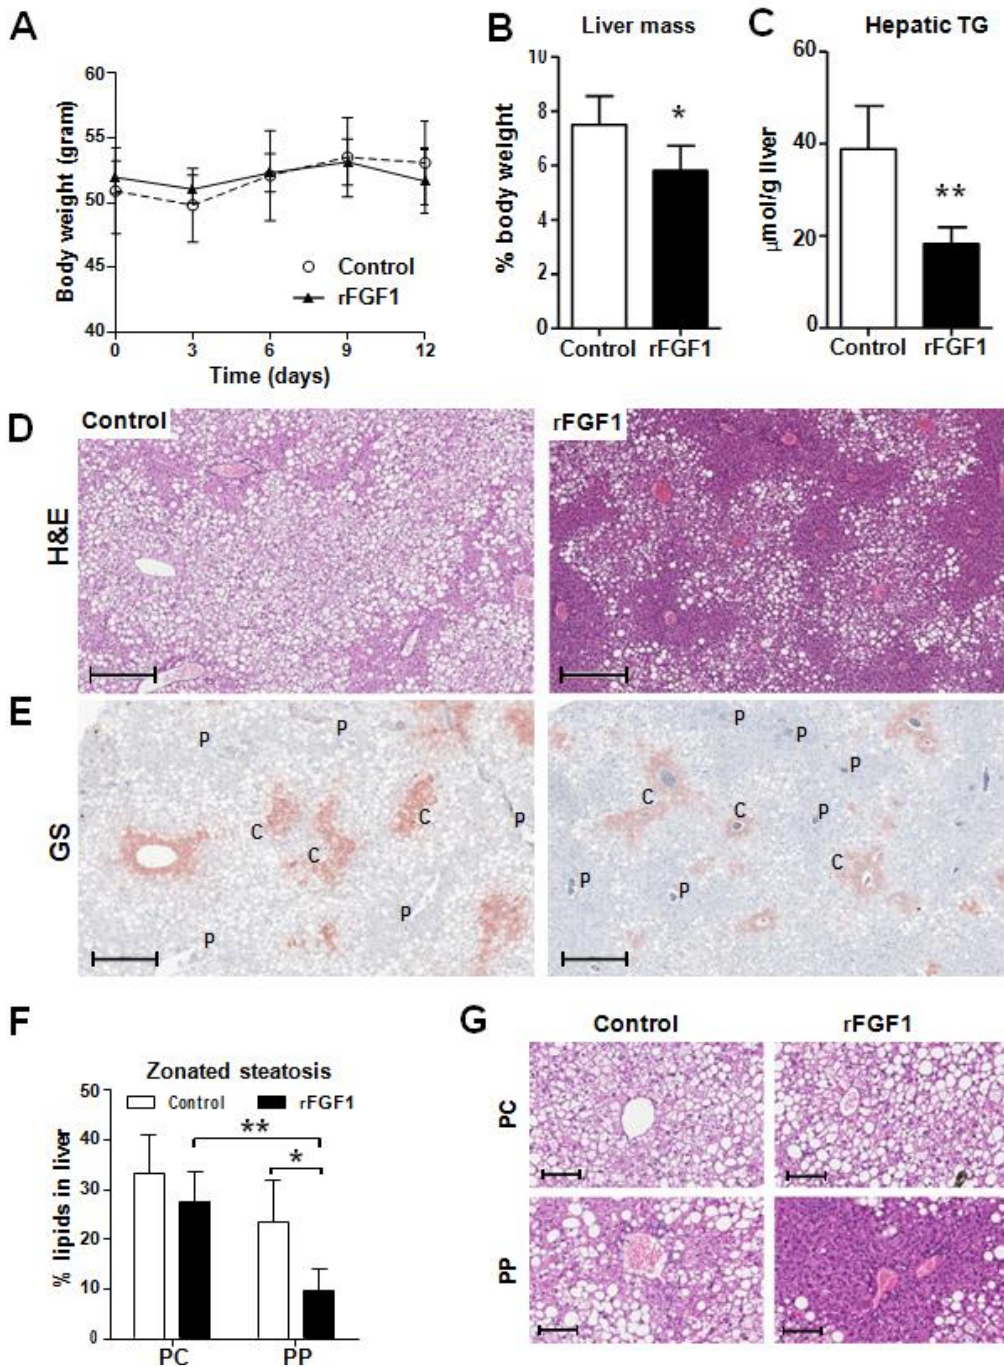 A
60
55
50
45
40
Body weight (gram)
Control
rFGF1
0 3 6 9 12
Time (days)
B
Liver mass
10
8
6
4
2
0
% body weight
*
Control rFGF1
C
Hepatic TG
60
40
20
0
μmol/g liver
**
Control rFGF1
D
H&E
Control
rFGF1
E
GS
P P
C C
C
P
P
P
P
P
P
C
C
P
C
P
P
F
Zonated steatosis
Control rFGF1
50
40
30
20
10
0
% lipids in liver
**
*
PC PP
G
Control rFGF1
PC
PP